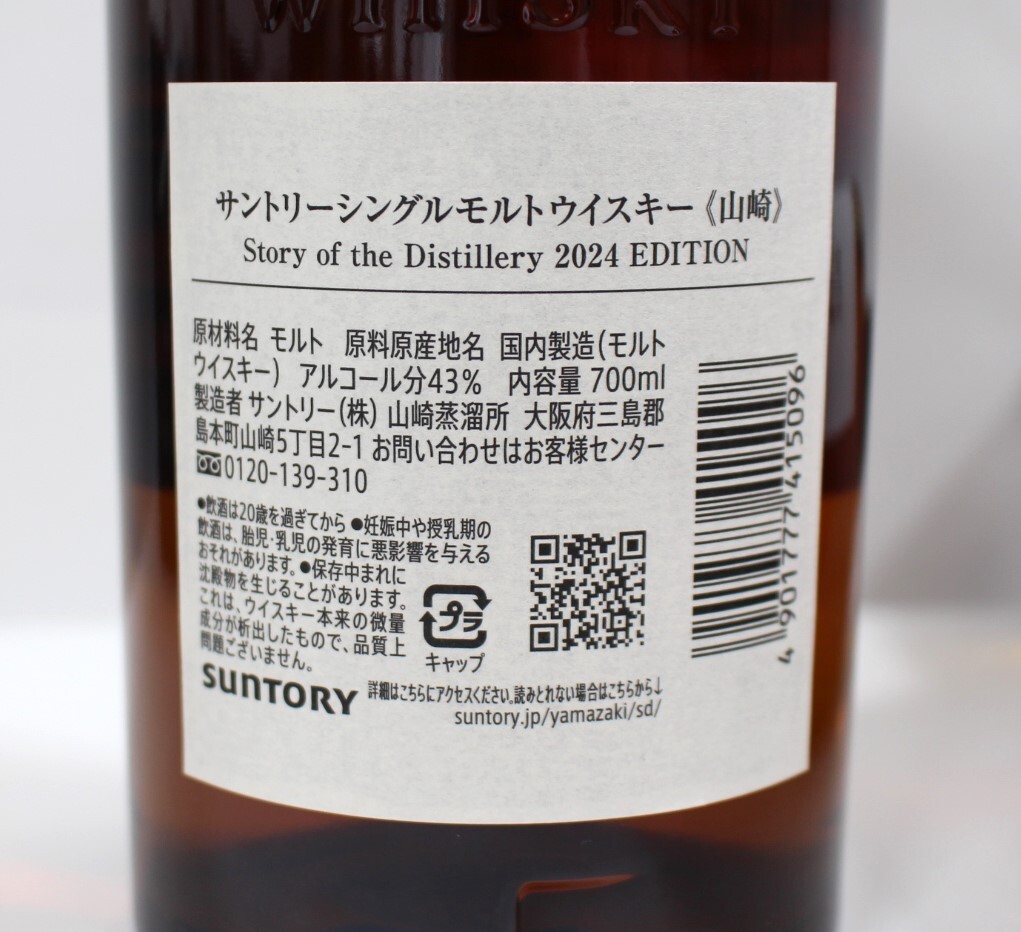 WHISKY
サントリーシングルモルトウイスキー《山崎》
Story of the Distillery 2024 EDITION
原材料名 モルト 原料原産地名 国内製造(モルト
ウイスキー) アルコール分43% 内容量 700ml
製造者 サントリー(株) 山崎蒸溜所 大阪府三島郡
島本町山崎5丁目2-1 お問い合わせはお客様センター
0120-139-310
●飲酒は20歳を過ぎてから ●妊娠中や授乳期の
飲酒は、胎児・乳児の発育に悪影響を与える
おそれがあります。●保存中まれに
沈殿物を生じることがあります。
これは、ウイスキー本来の微量
成分が析出したもので、品質上
問題ございません。
プラ
キャップ
SUNTORY
詳細はこちらにアクセスください。読みとれない場合はこちらから↓
suntory.jp/yamazaki/sd/
4 901777 415096